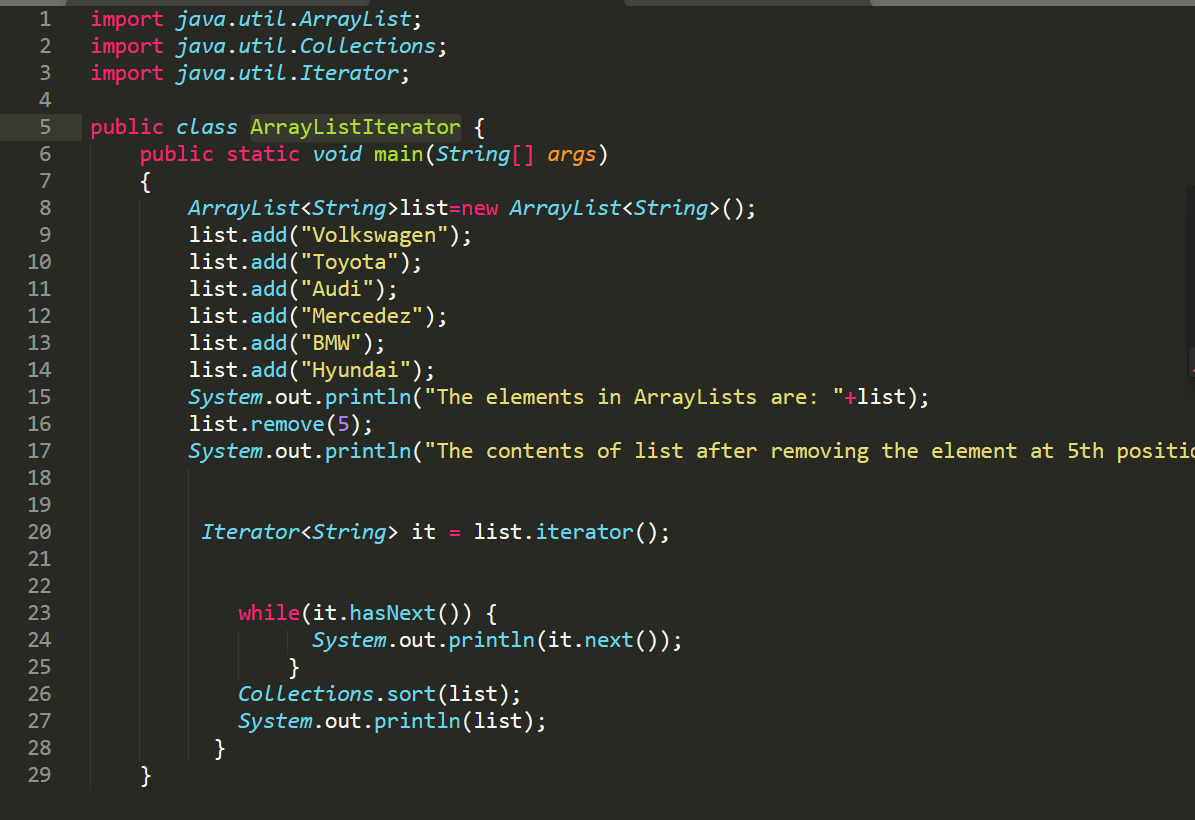 1 import java.util.ArrayList;
2 import java.util.Collections;
3 import java.util.Iterator;
4
5 public class ArrayListIterator {
6 public static void main(String[] args)
7 {
8 ArrayList<String>list=new ArrayList<String>();
9 list.add("Volkswagen");
10 list.add("Toyota");
11 list.add("Audi");
12 list.add("Mercedez");
13 list.add("BMW");
14 list.add("Hyundai");
15 System.out.println("The elements in ArrayLists are: "+list);
16 list.remove(5);
17 System.out.println("The contents of list after removing the element at 5th
18
19
20 Iterator<String> it = list.iterator();
21
22
23 while(it.hasNext()) {
24 System.out.println(it.next());
25 }
26 Collections.sort(list);
27 System.out.println(list);
28 }
29 }